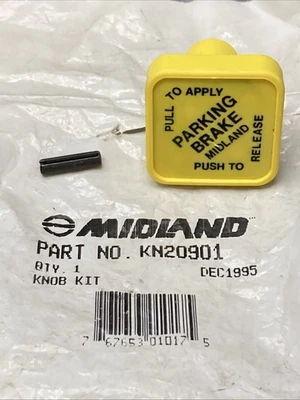 PULL TO APPLY
PARKING
BRAKE
MIDLAND
PUSH TO RELEASE
MIDLAND
PART NO. KN20901
QTY. 1
DEC1995
KNOB KIT
7 67653 01017 5